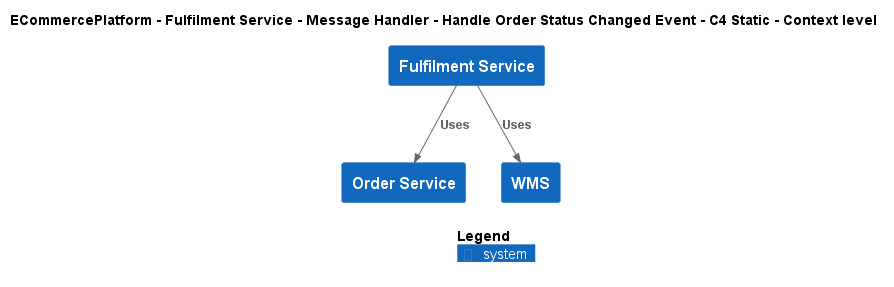 ECommercePlatform - Fulfilment Service - Message Handler - Handle Order Status Changed Event - C4 Static - Context level
Fulfilment Service
Uses
Uses
Order Service
WMS
Legend
system